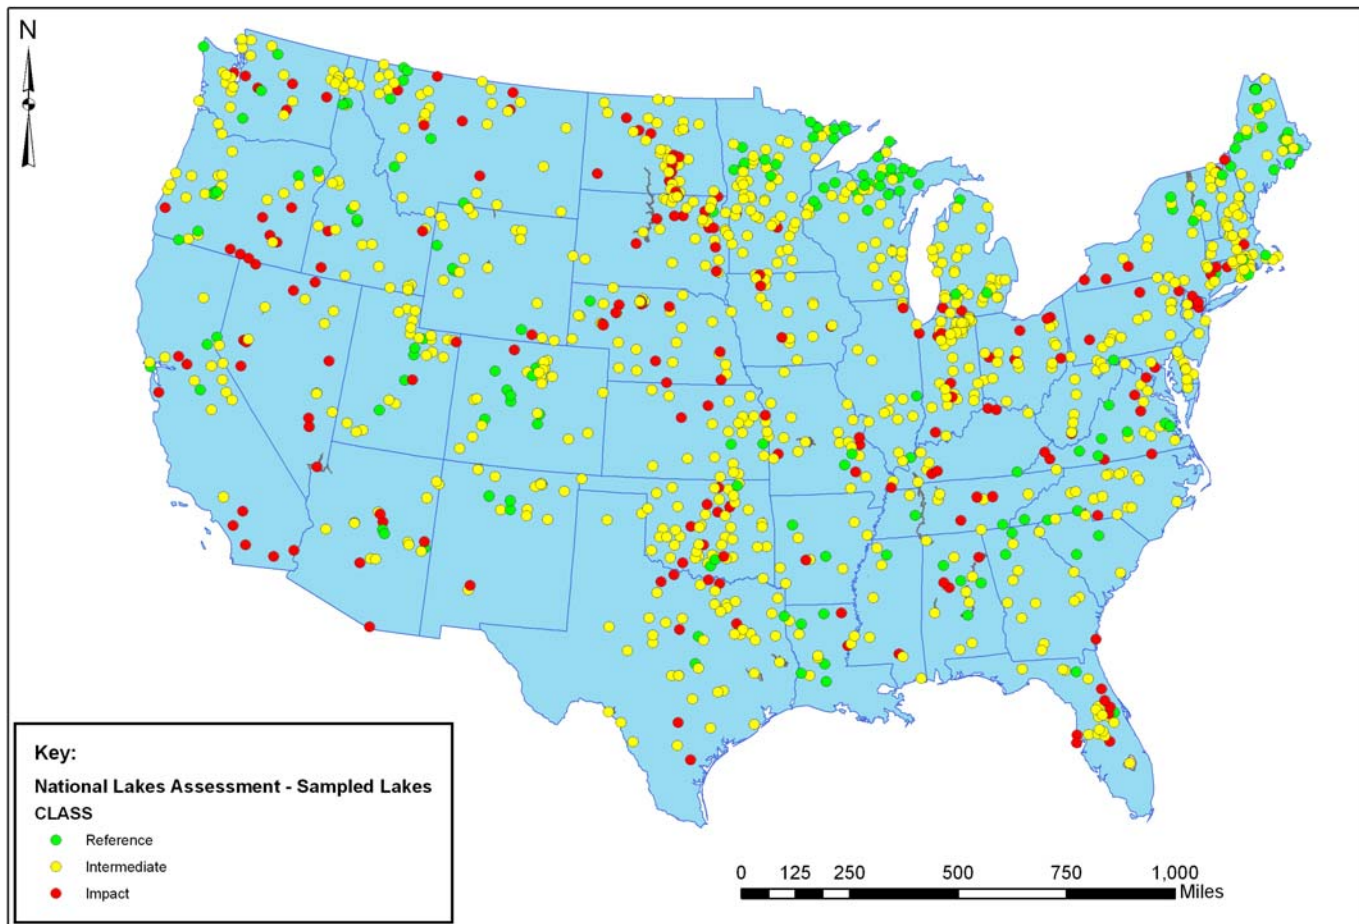 N
Key:
National Lakes Assessment - Sampled Lakes
CLASS
Reference
Intermediate
Impact
0 125 250 500 750 1,000
Miles